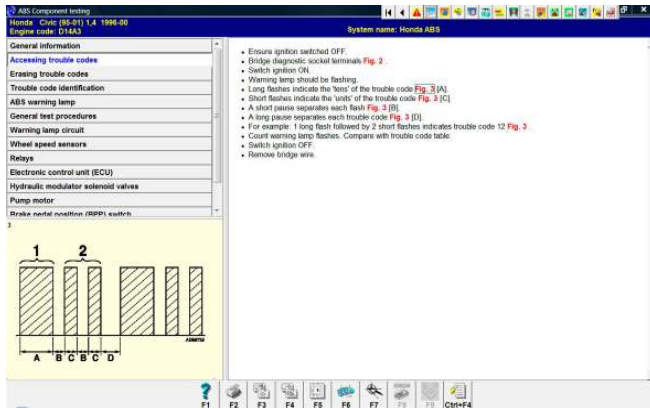 ABS Component testing
Honda Civic (95-01) 1,4 1996-00
Engine code: D14A3
System name: Honda ABS
General information
Accessing trouble codes
Erasing trouble codes
Trouble code identification
ABS warning lamp
General test procedures
Warning lamp circuit
Wheel speed sensors
Relays
Electronic control unit (ECU)
Hydraulic modulator solenoid valves
Pump motor
Brake pedal position (BPP) switch
• Ensure ignition switched OFF.
• Bridge diagnostic socket terminals Fig. 2 .
• Switch ignition ON.
• Warning lamp should be flashing.
• Long flashes indicate the 'tens' of the trouble code Fig. 3 [A].
• Short flashes indicate the 'units' of the trouble code Fig. 3 [C].
• A short pause separates each flash Fig. 3 [B].
• A long pause separates each trouble code Fig. 3 [D].
• For example: 1 long flash followed by 2 short flashes indicates trouble code 12 Fig. 3 .
• Count warning lamp flashes. Compare with trouble code table.
• Switch ignition OFF.
• Remove bridge wire.
3
1 2
A B C B C D
F1 F2 F3 F4 F5 F6 F7 F8 F9 Ctrl+F4